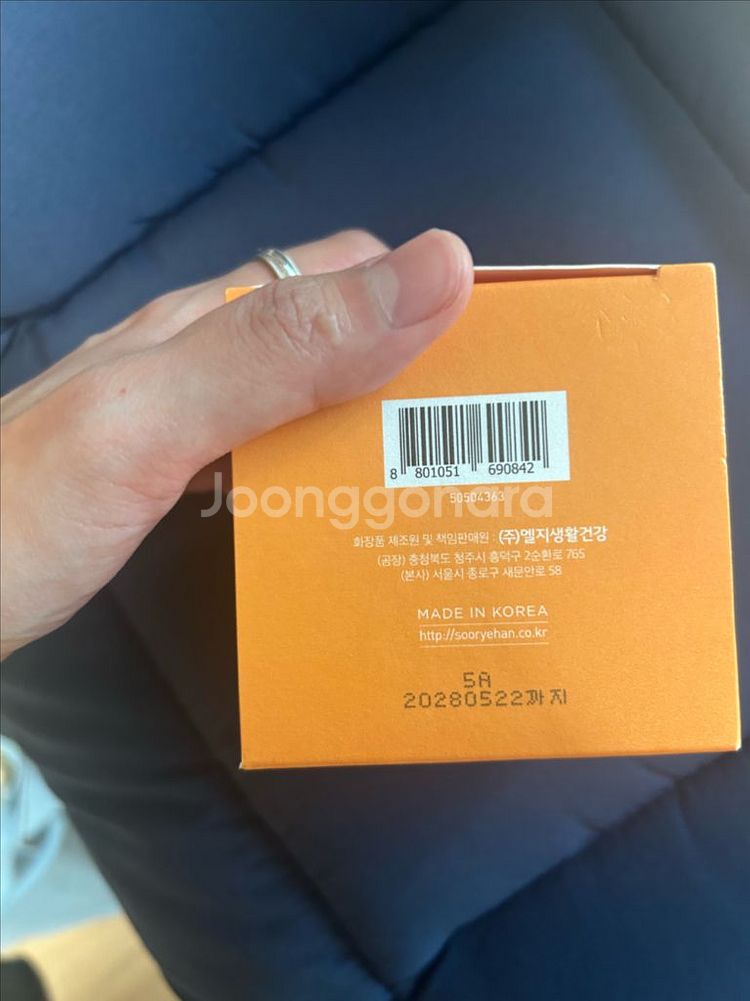 8 801051 690842
50504363
Joonggonara
화장품 제조원 및 책임판매원 : (주)엘지생활건강
(공장) 충청북도 청주시 흥덕구 2순환로 765
(본사) 서울시 종로구 새문안로 58
MADE IN KOREA
http://sooryehan.co.kr
5A
20280522까지